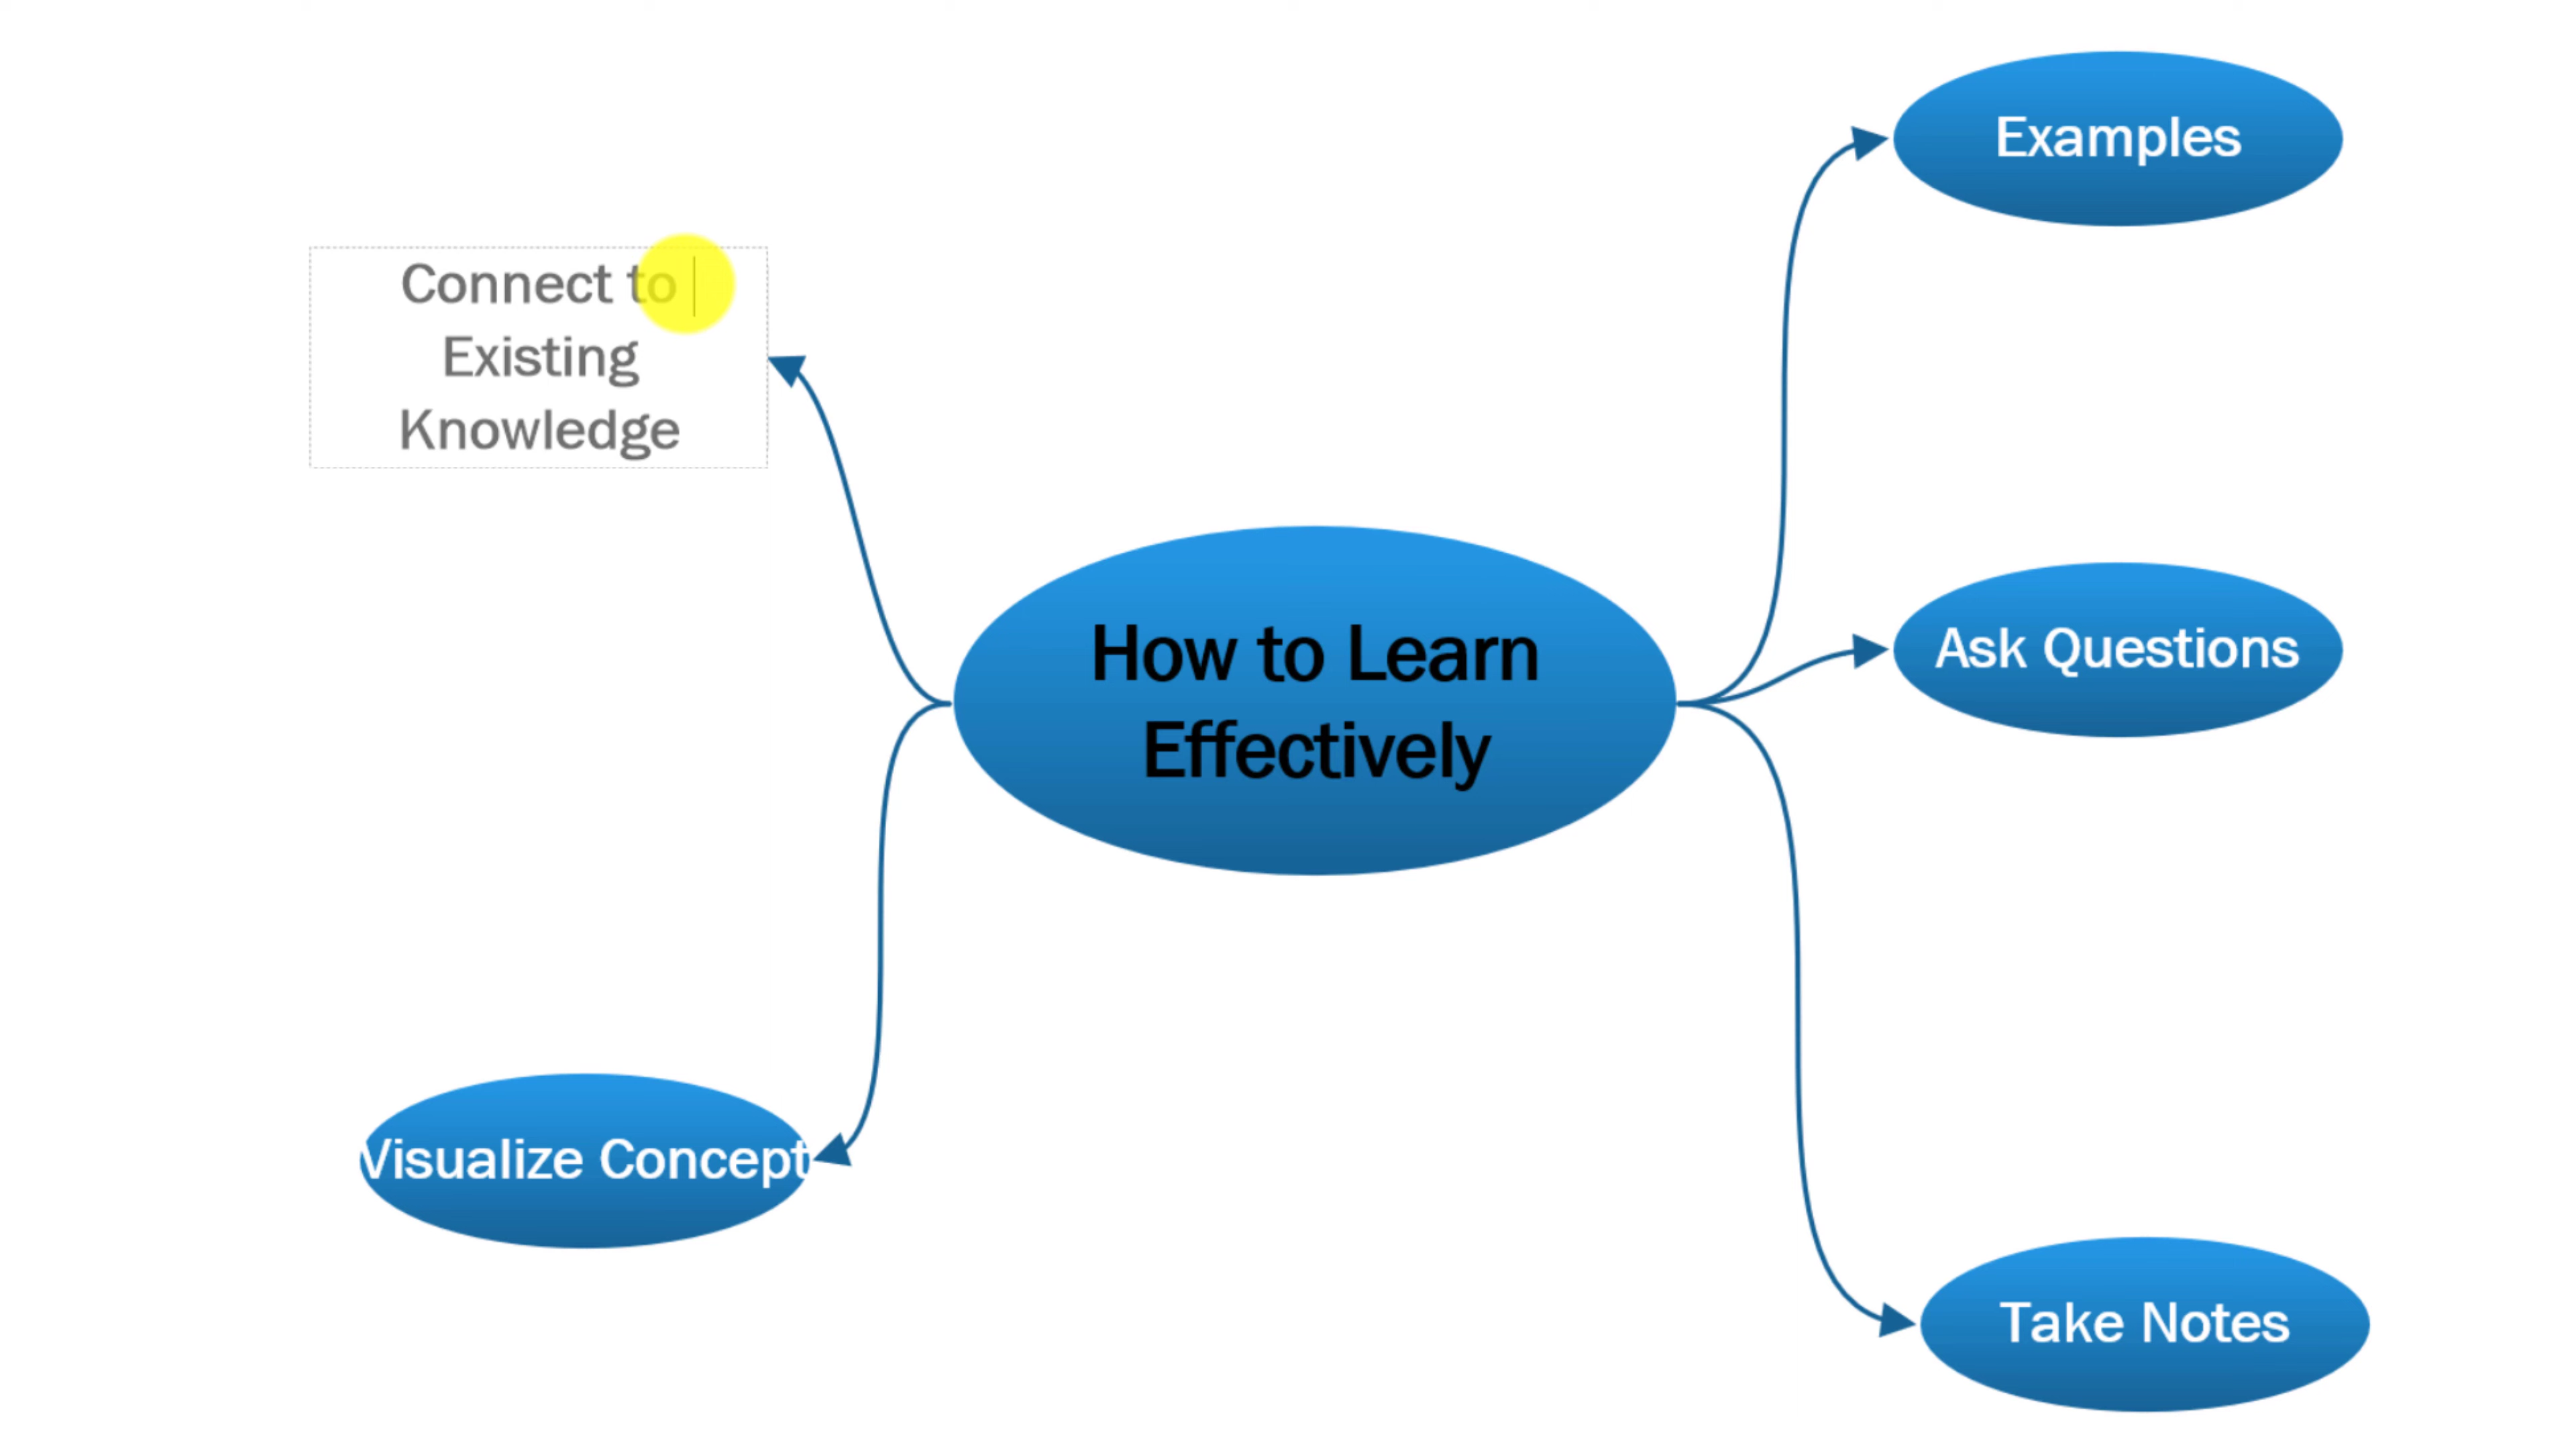 Examples
Connect to
Existing
Knowledge
How to Learn
Effectively
Ask Questions
Visualize Concept
Take Notes